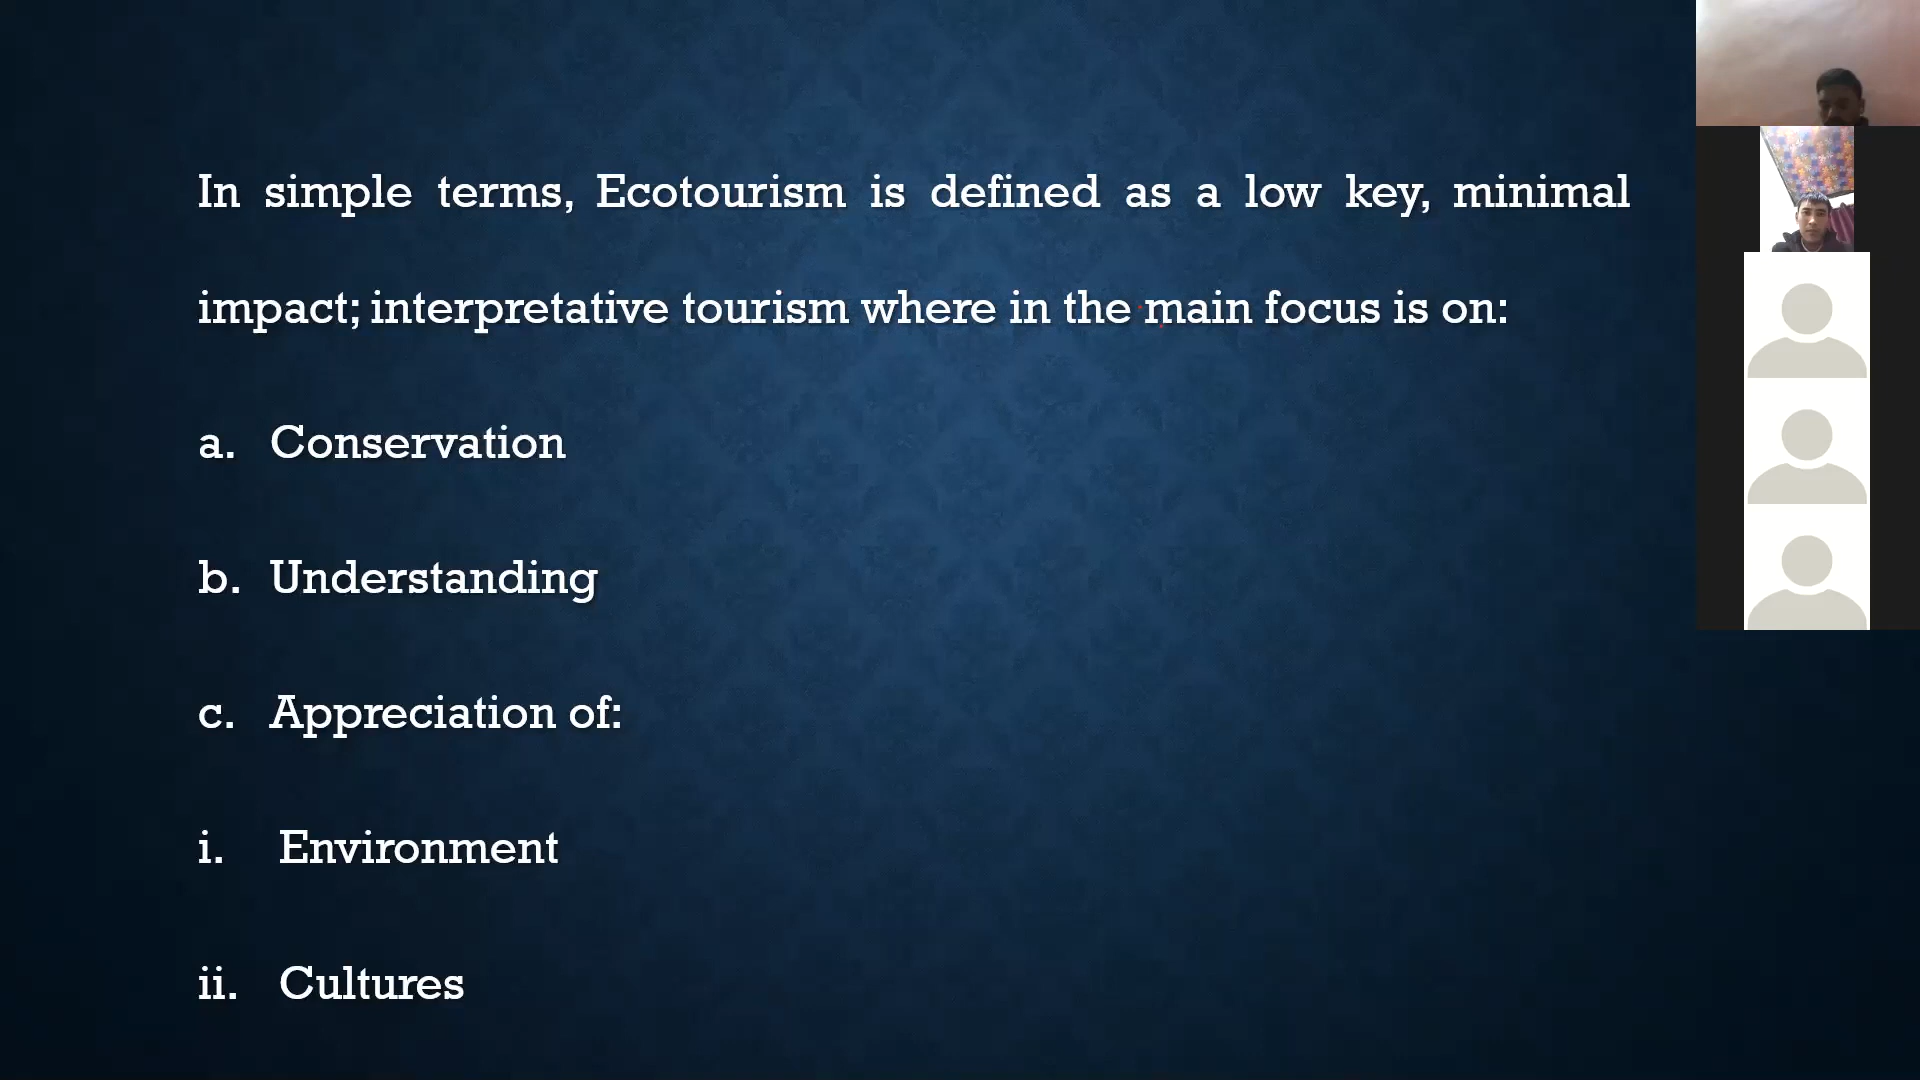 In simple terms, Ecotourism is defined as a low key, minimal
impact; interpretative tourism where in the main focus is on:
a. Conservation
b. Understanding
c. Appreciation of:
i. Environment
ii. Cultures